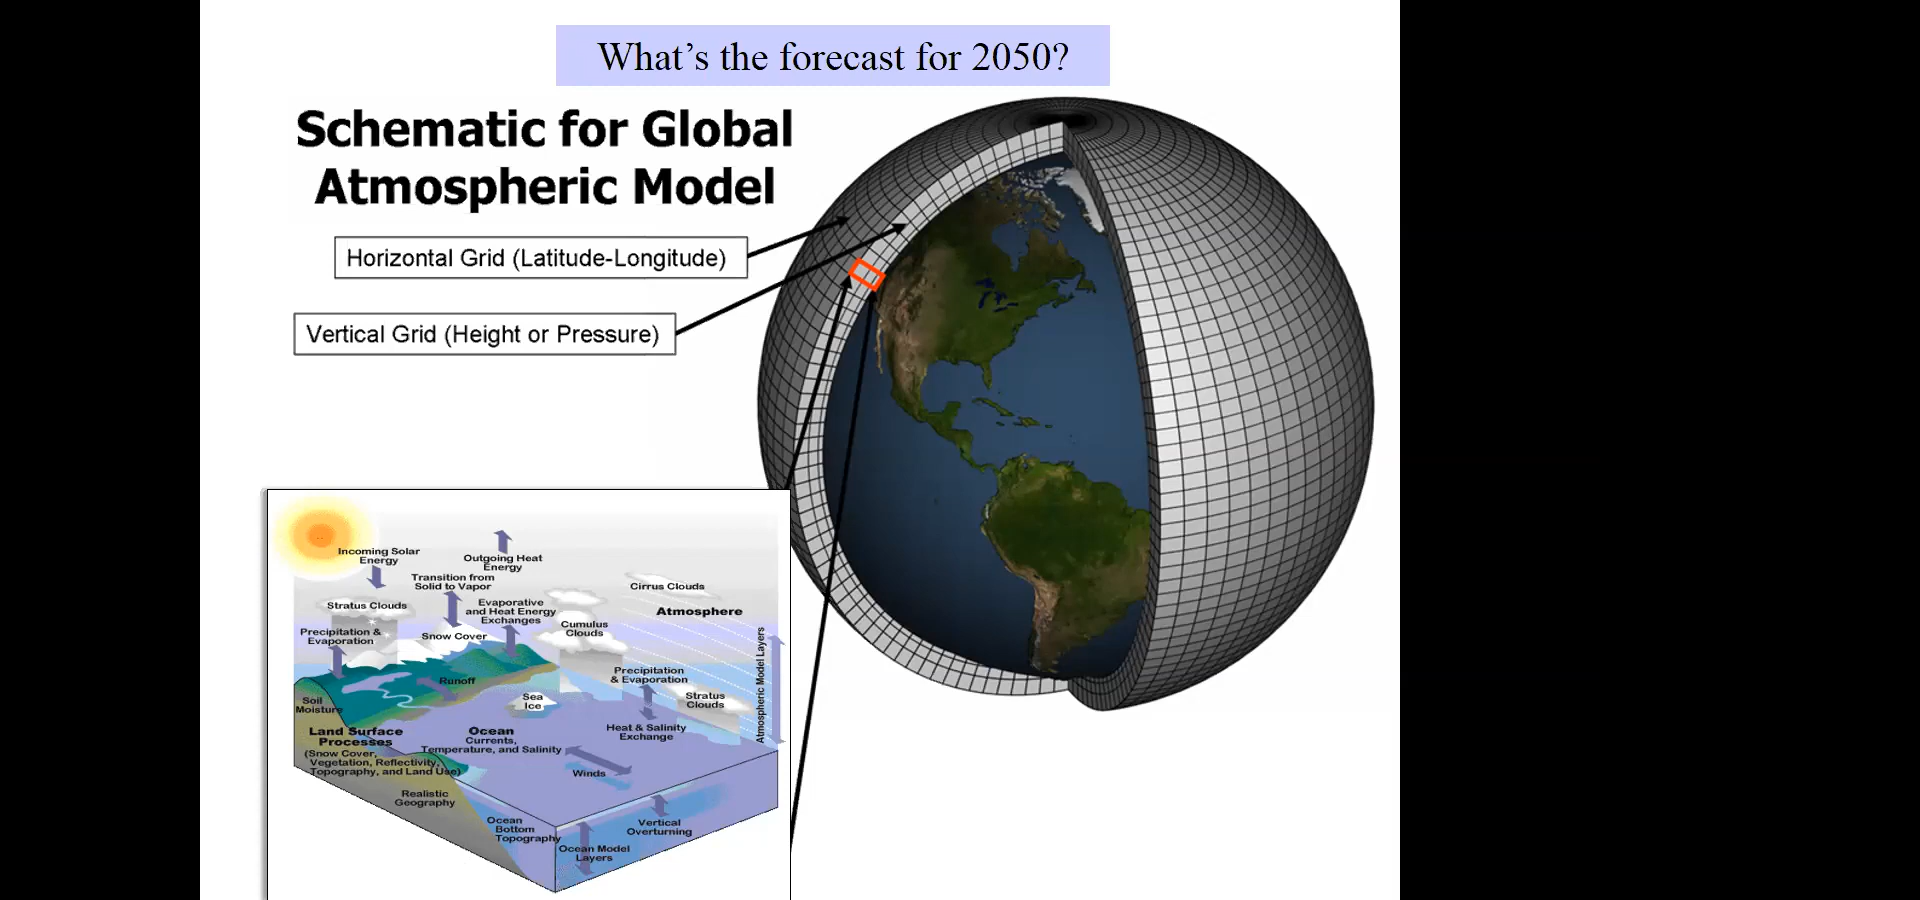 What's the forecast for 2050?
Schematic for Global
Atmospheric Model
Horizontal Grid (Latitude-Longitude)
Vertical Grid (Height or Pressure)
Incoming Solar
Energy
Outgoing Heat
Energy
Transition from
Solid to Vapor
Stratus Clouds
Evaporative
and Heat Energy
Exchanges
Cirrus Clouds
Atmosphere
Precipitation &
Evaporation
Snow Cover
Cumulus
Clouds
Atmospheric Model Layers
Runoff
Precipitation
& Evaporation
Soil
Moisture
Sea
Ice
Stratus
Clouds
Land Surface
Processes
(Snow Cover,
Vegetation, Reflectivity,
Topography, and Land Use)
Ocean
Currents,
Temperature, and Salinity
Heat & Salinity
Exchange
Winds
Realistic
Geography
Ocean
Bottom
Topography
Vertical
Overturning
Ocean Model
Layers